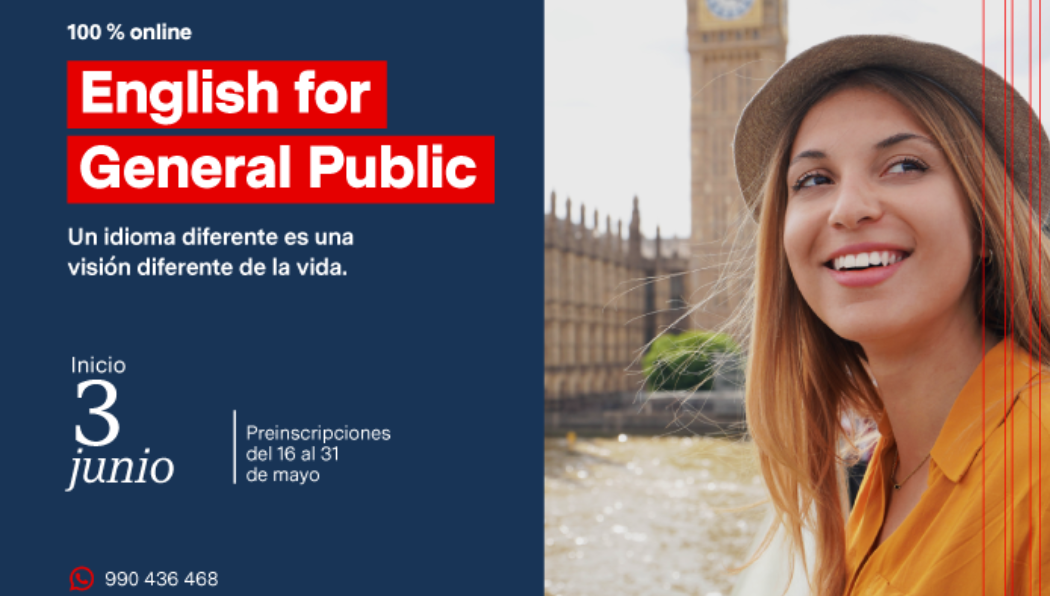 100 % online
English for
General Public
Un idioma diferente es una
visión diferente de la vida.
Inicio
3
junio
Preinscripciones
del 16 al 31
de mayo
990 436 468